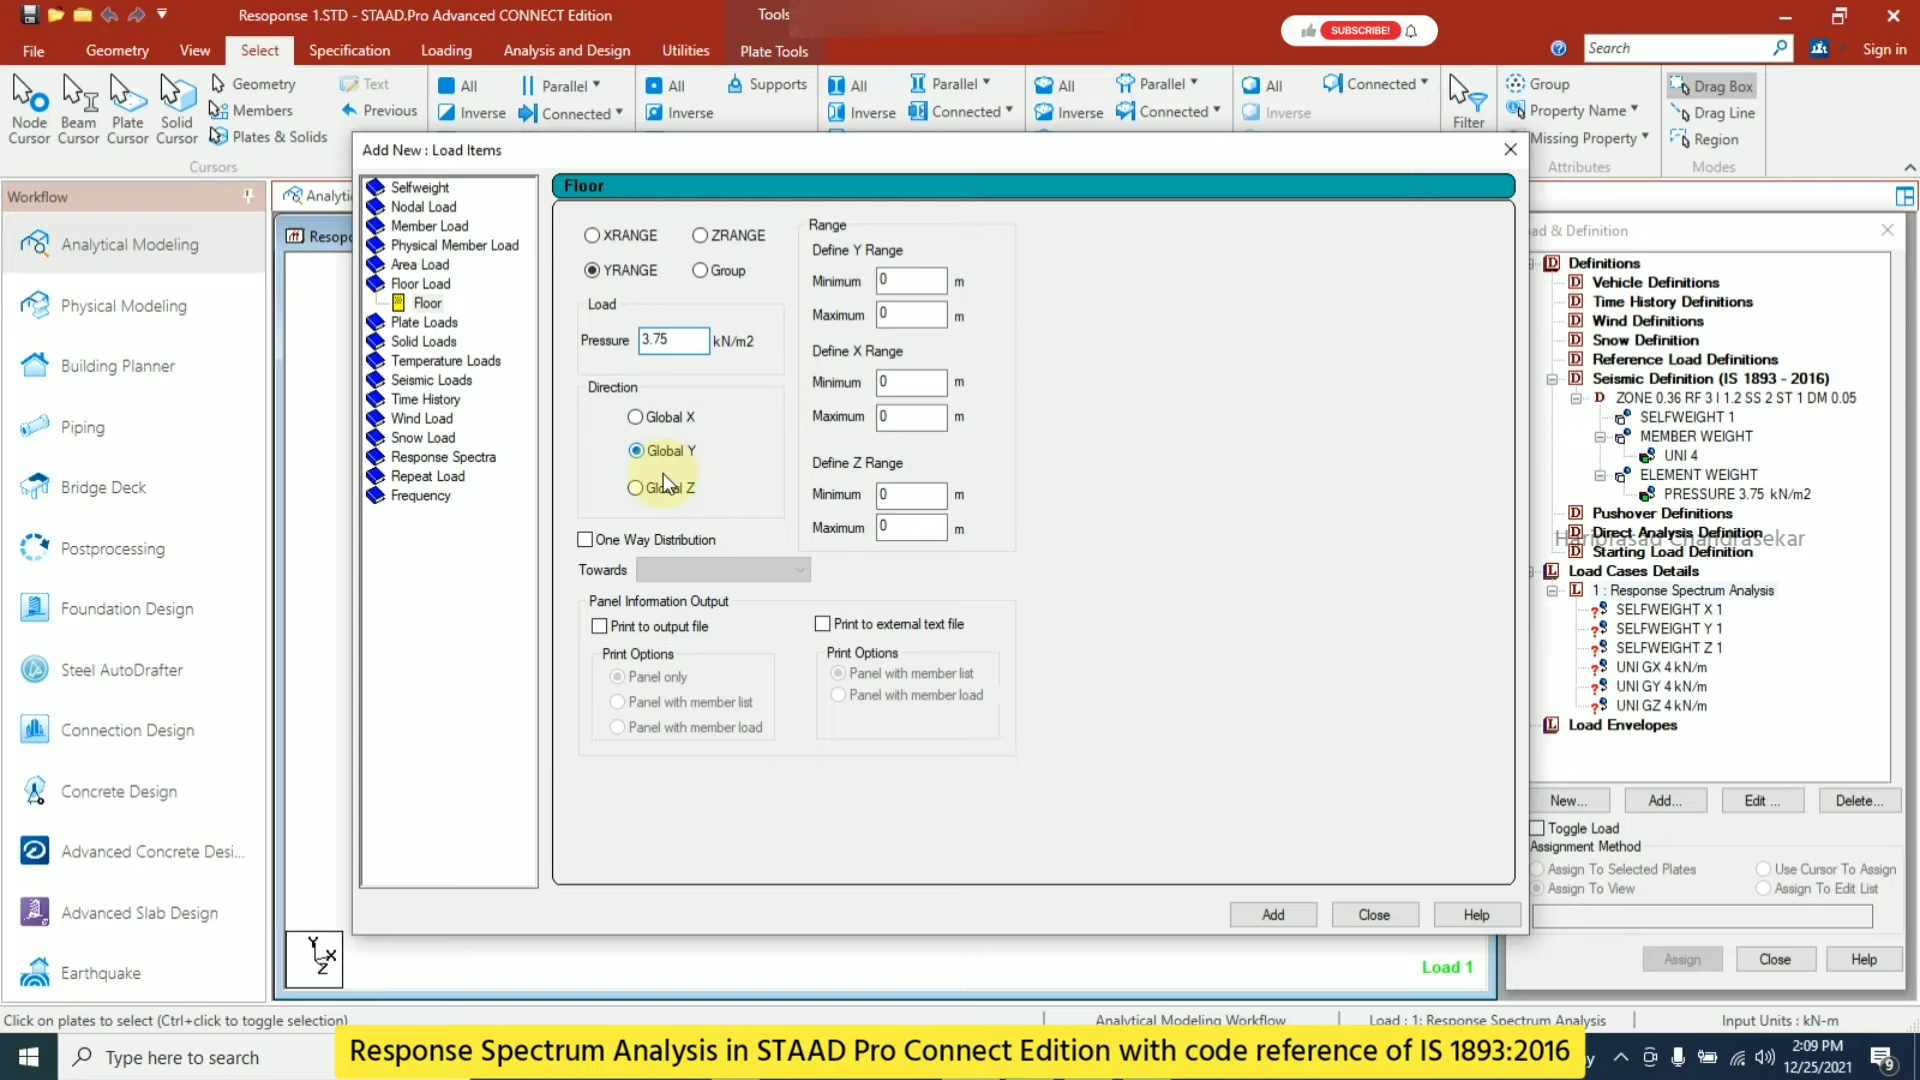 Resoponse 1.STD - STAAD.Pro Advanced CONNECT Edition
Tools
SUBSCRIBE!
File
Geometry
View
Select
Specification
Loading
Analysis and Design
Utilities
Plate Tools
Search
Sign in
Node Cursor
Beam Cursor
Plate Cursor
Solid Cursor
Geometry
Members
Plates & Solids
Cursors
Text
Previous
All
Inverse
Parallel
Connected
All
Inverse
Supports
All
Inverse
Parallel
Connected
All
Inverse
Parallel
Connected
All
Inverse
Connected
Filter
Group
Property Name
Missing Property
Attributes
Drag Box
Drag Line
Region
Modes
Workflow
Analytical Modeling
Physical Modeling
Building Planner
Piping
Bridge Deck
Postprocessing
Foundation Design
Steel AutoDrafter
Connection Design
Concrete Design
Advanced Concrete Desi...
Advanced Slab Design
Earthquake
Analyti
Resopo
Add New : Load Items
Selfweight
Nodal Load
Member Load
Physical Member Load
Area Load
Floor Load
Floor
Plate Loads
Solid Loads
Temperature Loads
Seismic Loads
Time History
Wind Load
Snow Load
Response Spectra
Repeat Load
Frequency
Floor
XRANGE
ZRANGE
YRANGE
Group
Load
Pressure 3.75 kN/m2
Direction
Global X
Global Y
Global Z
One Way Distribution
Towards
Range
Define Y Range
Minimum 0 m
Maximum 0 m
Define X Range
Minimum 0 m
Maximum 0 m
Define Z Range
Minimum 0 m
Maximum 0 m
Panel Information Output
Print to output file
Print Options
Panel only
Panel with member list
Panel with member load
Print to external text file
Print Options
Panel with member list
Panel with member load
Add
Close
Help
ad & Definition
Definitions
Vehicle Definitions
Time History Definitions
Wind Definitions
Snow Definition
Reference Load Definitions
Seismic Definition (IS 1893 - 2016)
ZONE 0.36 RF 3 I 1.2 SS 2 ST 1 DM 0.05
SELFWEIGHT 1
MEMBER WEIGHT
UNI 4
ELEMENT WEIGHT
PRESSURE 3.75 kN/m2
Pushover Definitions
Direct Analysis Definition
Hariprasad Chandrasekar
Starting Load Definition
Load Cases Details
1 : Response Spectrum Analysis
SELFWEIGHT X 1
SELFWEIGHT Y 1
SELFWEIGHT Z 1
UNI GX 4 kN/m
UNI GY 4 kN/m
UNI GZ 4 kN/m
Load Envelopes
New...
Add...
Edit ...
Delete...
Toggle Load
Assignment Method
Assign To Selected Plates
Use Cursor To Assign
Assign To View
Assign To Edit List
Assign
Close
Help
Y
X
Z
Load 1
Click on plates to select (Ctrl+click to toggle selection)
Analytical Modeling Workflow
Load : 1: Response Spectrum Analysis
Input Units : kN-m
Type here to search
Response Spectrum Analysis in STAAD Pro Connect Edition with code reference of IS 1893:2016
2:09 PM
12/25/2021
9